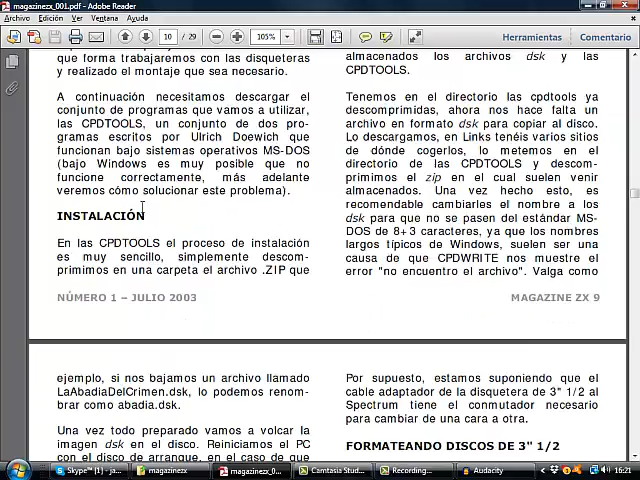 magazinezx_001.pdf - Adobe Reader
Archivo Edición Ver Ventana Ayuda
10 / 29 105% Herramientas Comentario
que forma trabajaremos con las disqueteras
y realizado el montaje que sea necesario.
A continuación necesitamos descargar el
conjunto de programas que vamos a utilizar,
las CPDTOOLS, un conjunto de dos pro-
gramas escritos por Ulrich Doewich que
funcionan bajo sistemas operativos MS-DOS
(bajo Windows es muy posible que no
funcione correctamente, más adelante
veremos cómo solucionar este problema).
INSTALACIÓN
En las CPDTOOLS el proceso de instalación
es muy sencillo, simplemente descom-
primimos en una carpeta el archivo .ZIP que
almacenados los archivos dsk y las
CPDTOOLS.
Tenemos en el directorio las cpdtools ya
descomprimidas, ahora nos hace falta un
archivo en formato dsk para copiar al disco.
Lo descargamos, en Links tenéis varios sitios
de dónde cogerlos, lo metemos en el
directorio de las CPDTOOLS y descom-
primimos el zip en el cual suelen venir
almacenados. Una vez hecho esto, es
recomendable cambiarles el nombre a los
dsk para que no se pasen del estándar MS-
DOS de 8+3 caracteres, ya que los nombres
largos típicos de Windows, suelen ser una
causa de que CPDWRITE nos muestre el
error "no encuentro el archivo". Valga como
NÚMERO 1 – JULIO 2003
MAGAZINE ZX 9
ejemplo, si nos bajamos un archivo llamado
LaAbadiaDelCrimen.dsk, lo podemos renom-
brar como abadia.dsk.
Una vez todo preparado vamos a volcar la
imagen dsk en el disco. Reiniciamos el PC
con el disco de arranque, en el caso de que
Por supuesto, estamos suponiendo que el
cable adaptador de la disquetera de 3" 1/2 al
Spectrum tiene el conmutador necesario
para cambiar de una cara a otra.
FORMATEANDO DISCOS DE 3" 1/2
Skype™ [1] - ja... magazinezx magazinezx_0... Camtasia Stud... Recording... Audacity 16:21